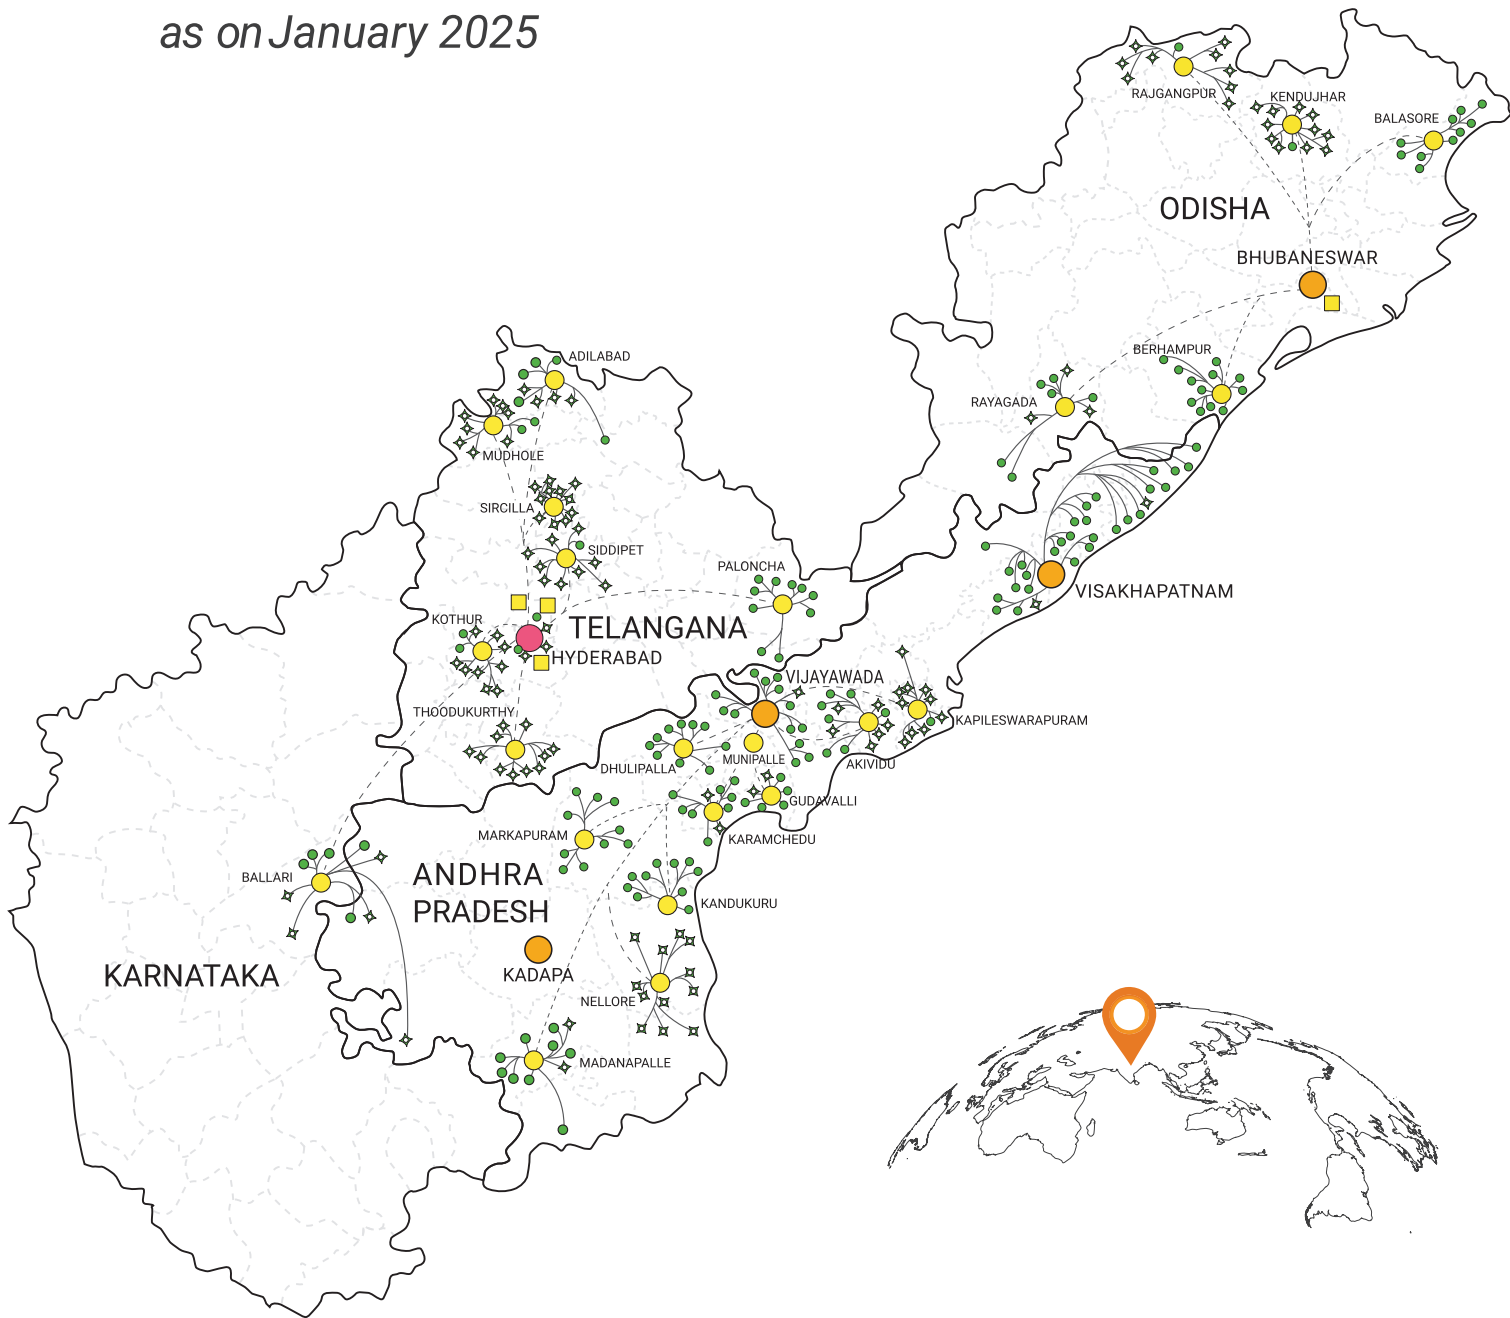 as on January 2025
RAJGANGPUR
KENDUJHAR
BALASORE
ODISHA
BHUBANESWAR
BERHAMPUR
RAYAGADA
ADILABAD
MUDHOLE
SIRCILLA
SIDDIPET
PALONCHA
VISAKHAPATNAM
KOTHUR
TELANGANA
HYDERABAD
VIJAYAWADA
THOODUKURTHY
KAPILESWARAPURAM
DHULIPALLA
MUNIPALLE
AKIVIDU
GUDAVALLI
MARKAPURAM
KARAMCHEDU
BALLARI
ANDHRA
PRADESH
KANDUKURU
KADAPA
KARNATAKA
NELLORE
MADANAPALLE